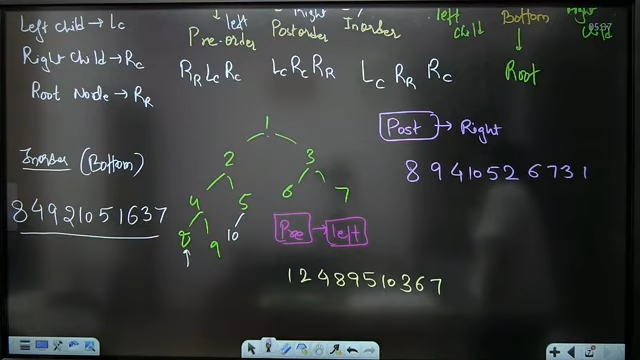 Left Child → LC
Right Child → RC
Root Node → RR
↓ left
Pre-order
RR LC RC
Right
Postorder
LC RC RR
Inorder
LC RR RC
left child
Bottom
↓
Root
Right child
05:37
Inorder (Bottom)
8 4 9 2 10 5 1 6 3 7
1
2 3
4 5 6 7
8 9 10
Pre → left
1 2 4 8 9 5 10 3 6 7
Post → Right
8 9 4 10 5 2 6 7 3 1